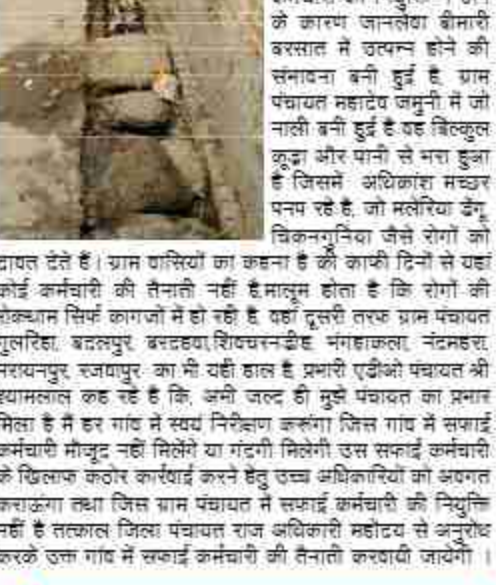 के कारण जानलेवा बीमारी
बरसात में उत्पन्न होने की
संभावना बनी हुई है, ग्राम
पंचायत महादेव जमुनी में जो
नाली बनी हुई है वह बिल्कुल
कूड़ा और पानी से भरा हुआ
है जिसमें अधिकांश मच्छर
पनप रहे है, जो मलेरिया डेंगू,
चिकनगुनिया जैसे रोगों को
दावत देते हैं। ग्राम वासियों का कहना है की काफी दिनों से यहां
कोई कर्मचारी की तैनाती नहीं है,मालूम होता है कि रोगों की
रोकथाम सिर्फ कागजों में हो रही है, वहीं दूसरी तरफ ग्राम पंचायत
गुलरिहा, बदलपुर, बरदहवा,शिवचरनडीह, भंगहाकला, नंदमहरा,
नरायनपुर, रजवापुर, का भी यही हाल है, प्रभारी एडीओ पंचायत श्री
श्यामलाल कह रहे है कि, अभी जल्द ही मुझे पंचायत का प्रभार
मिला है मैं हर गांव में स्वयं निरीक्षण करूंगा जिस गांव में सफाई
कर्मचारी मौजूद नहीं मिलेंगे या गंदगी मिलेगी उस सफाई कर्मचारी
के खिलाफ कठोर कार्रवाई करने हेतु उच्च अधिकारियों को अवगत
कराऊंगा तथा जिस ग्राम पंचायत में सफाई कर्मचारी की नियुक्ति
नहीं है तत्काल जिला पंचायत राज अधिकारी महोदय से अनुरोध
करके उक्त गांव में सफाई कर्मचारी की तैनाती करवायी जायेगी ।